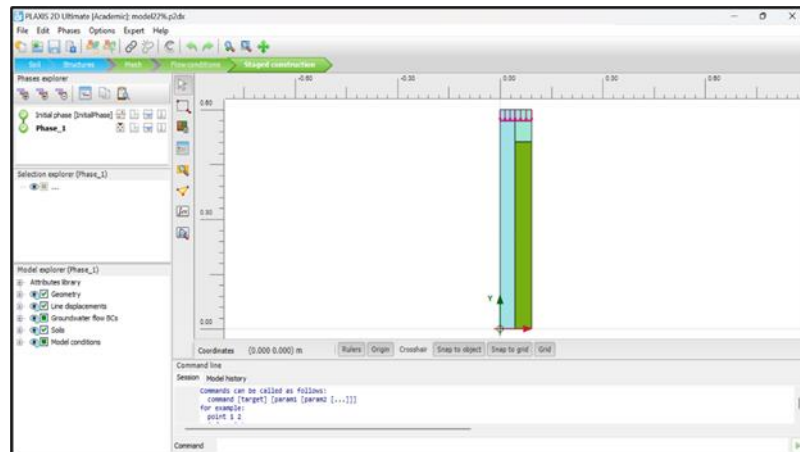 PLAXIS 2D Ultimate [Academic]: model22%.p2dx
File Edit Phases Options Expert Help
Soil Structures Mesh Flow conditions Staged construction
Phases explorer
Initial phase [InitialPhase]
Phase_1
Selection explorer (Phase_1)
...
Model explorer (Phase_1)
Attributes library
Geometry
Line displacements
Groundwater flow BCs
Soils
Model conditions
-0.60 -0.30 0.00 0.30 0.60
0.60
0.30
0.00
Y
Coordinates (0.000 0.000) m Rulers Origin Crosshair Snap to object Snap to grid Grid
Command line
Session Model history
Commands can be called as follows:
command [target] [param1 [param2 [...]]]
for example:
point 1 2
Command